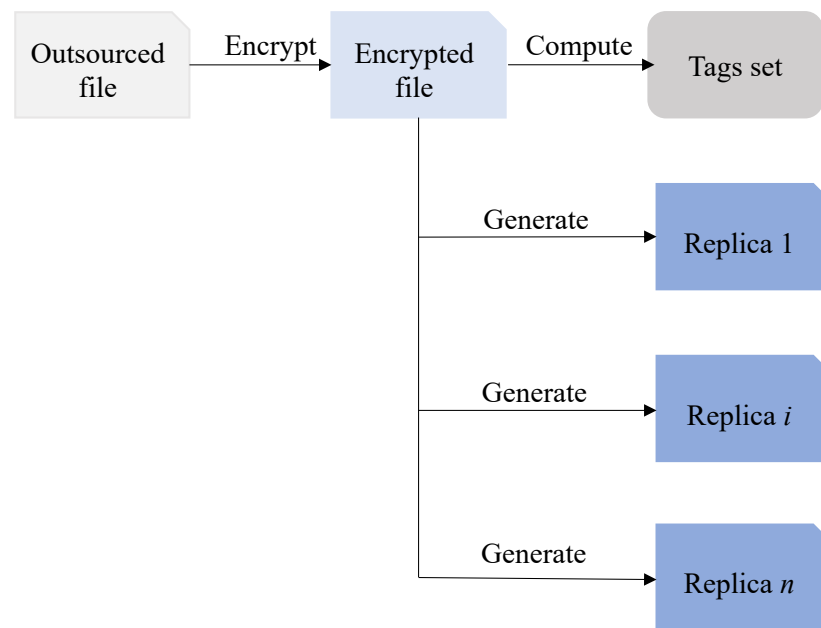 Outsourced
file
Encrypt
Encrypted
file
Compute
Tags set
Generate
Replica 1
Generate
Replica i
Generate
Replica n